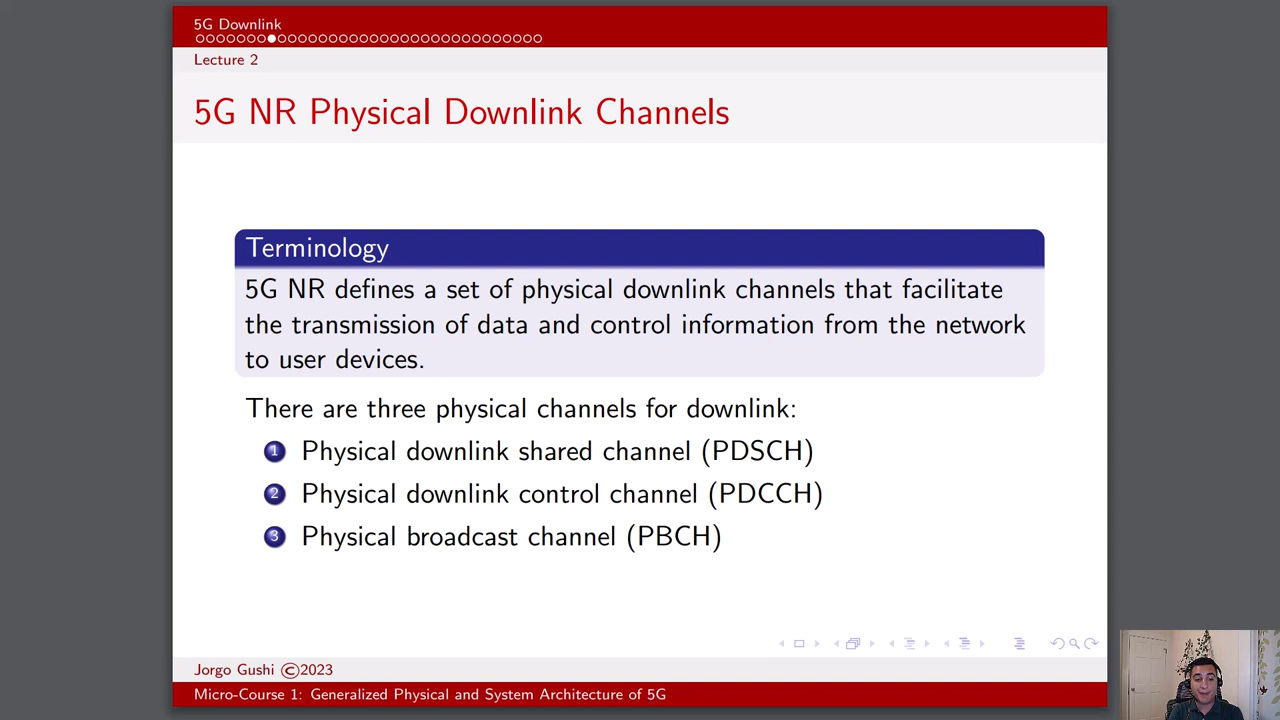 5G Downlink
Lecture 2
5G NR Physical Downlink Channels
Terminology
5G NR defines a set of physical downlink channels that facilitate
the transmission of data and control information from the network
to user devices.
There are three physical channels for downlink:
1 Physical downlink shared channel (PDSCH)
2 Physical downlink control channel (PDCCH)
3 Physical broadcast channel (PBCH)
Jorgo Gushi ©2023
Micro-Course 1: Generalized Physical and System Architecture of 5G